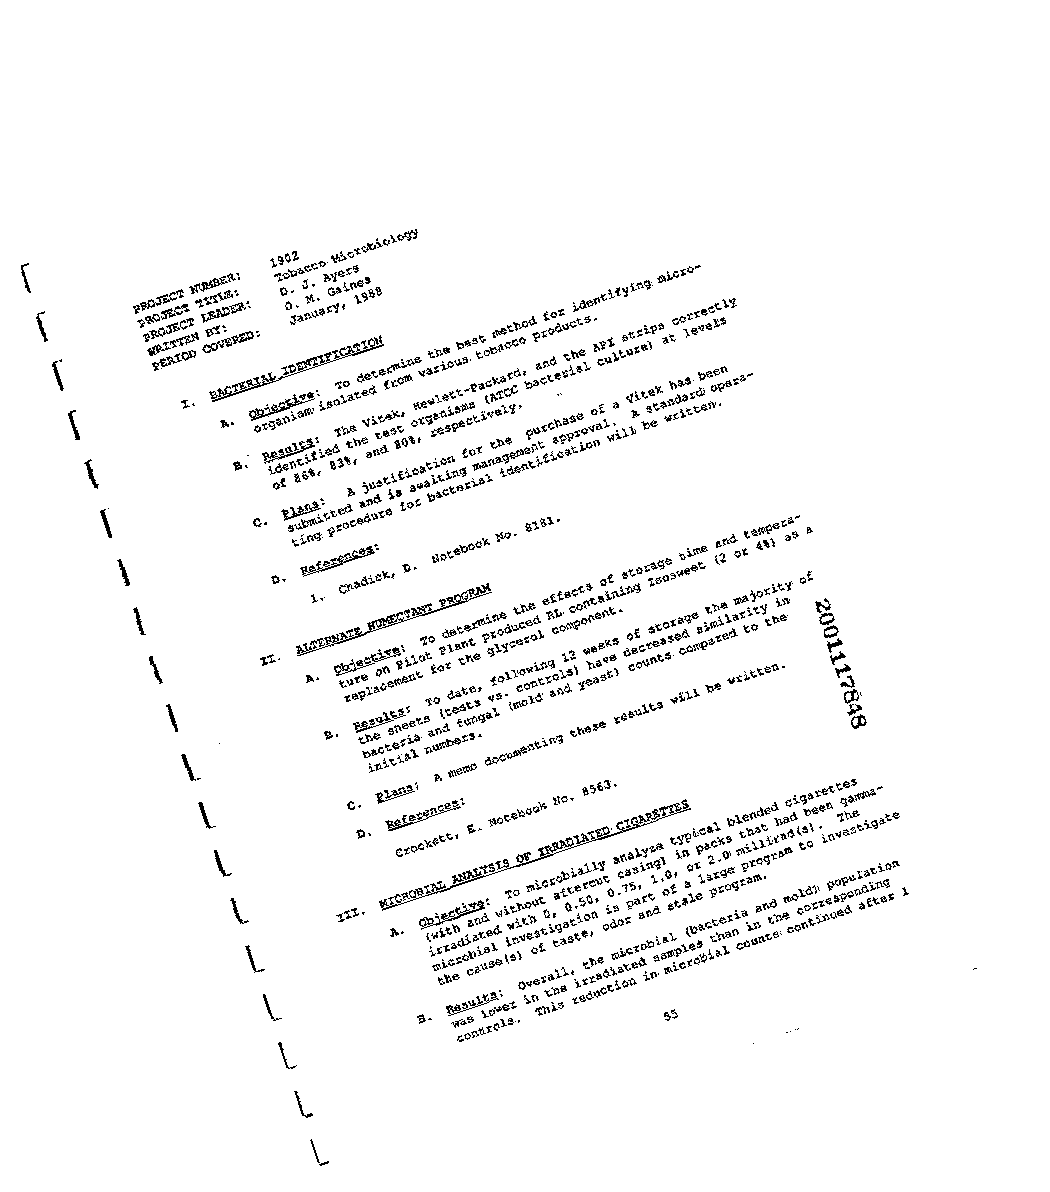 PROJECT NUMBER: 1902
PROJECT TITLE: Tobacco Microbiology
PROJECT LEADER: D. J. Ayers
WRITTEN BY: O. M. Gaines
PERIOD COVERED: January, 1988
I. BACTERIAL IDENTIFICATION
A. Objective: To determine the best method for identifying micro-
organism isolated from various tobacco products.
B. Results: The Vitek, Hewlett-Packard, and the API strips correctly
identified the test organisms (ATCC bacterial culture) at levels
of 86%, 83%, and 80%, respectively.
C. Plans: A justification for the purchase of a Vitek has been
submitted and is awaiting management approval. A standard opera-
ting procedure for bacterial identification will be written.
D. References:
1. Chadick, D. Notebook No. 8181.
II. ALTERNATE HUMECTANT PROGRAM
A. Objective: To determine the effects of storage time and tempera-
ture on Pilot Plant produced RL containing Isosweet (2 or 4%) as a
replacement for the glycerol component.
B. Results: To date, following 12 weeks of storage the majority of
the sheets (tests vs. controls) have decreased similarity in
bacteria and fungal (mold and yeast) counts compared to the
initial numbers.
C. Plans: A memo documenting these results will be written.
D. References:
Crockett, E. Notebook No. 8563.
III. MICROBIAL ANALYSIS OF IRRADIATED CIGARETTES
A. Objective: To microbially analyze typical blended cigarettes
(with and without aftercut casing) in packs that had been gamma-
irradiated with 0, 0.50, 0.75, 1.0, or 2.0 millirad(s). The
microbial investigation is part of a large program to investigate
the cause(s) of taste, odor and stale program.
B. Results: Overall, the microbial (bacteria and mold) population
was lower in the irradiated samples than in the corresponding
controls. This reduction in microbial counts continued after 1
55
2001117848